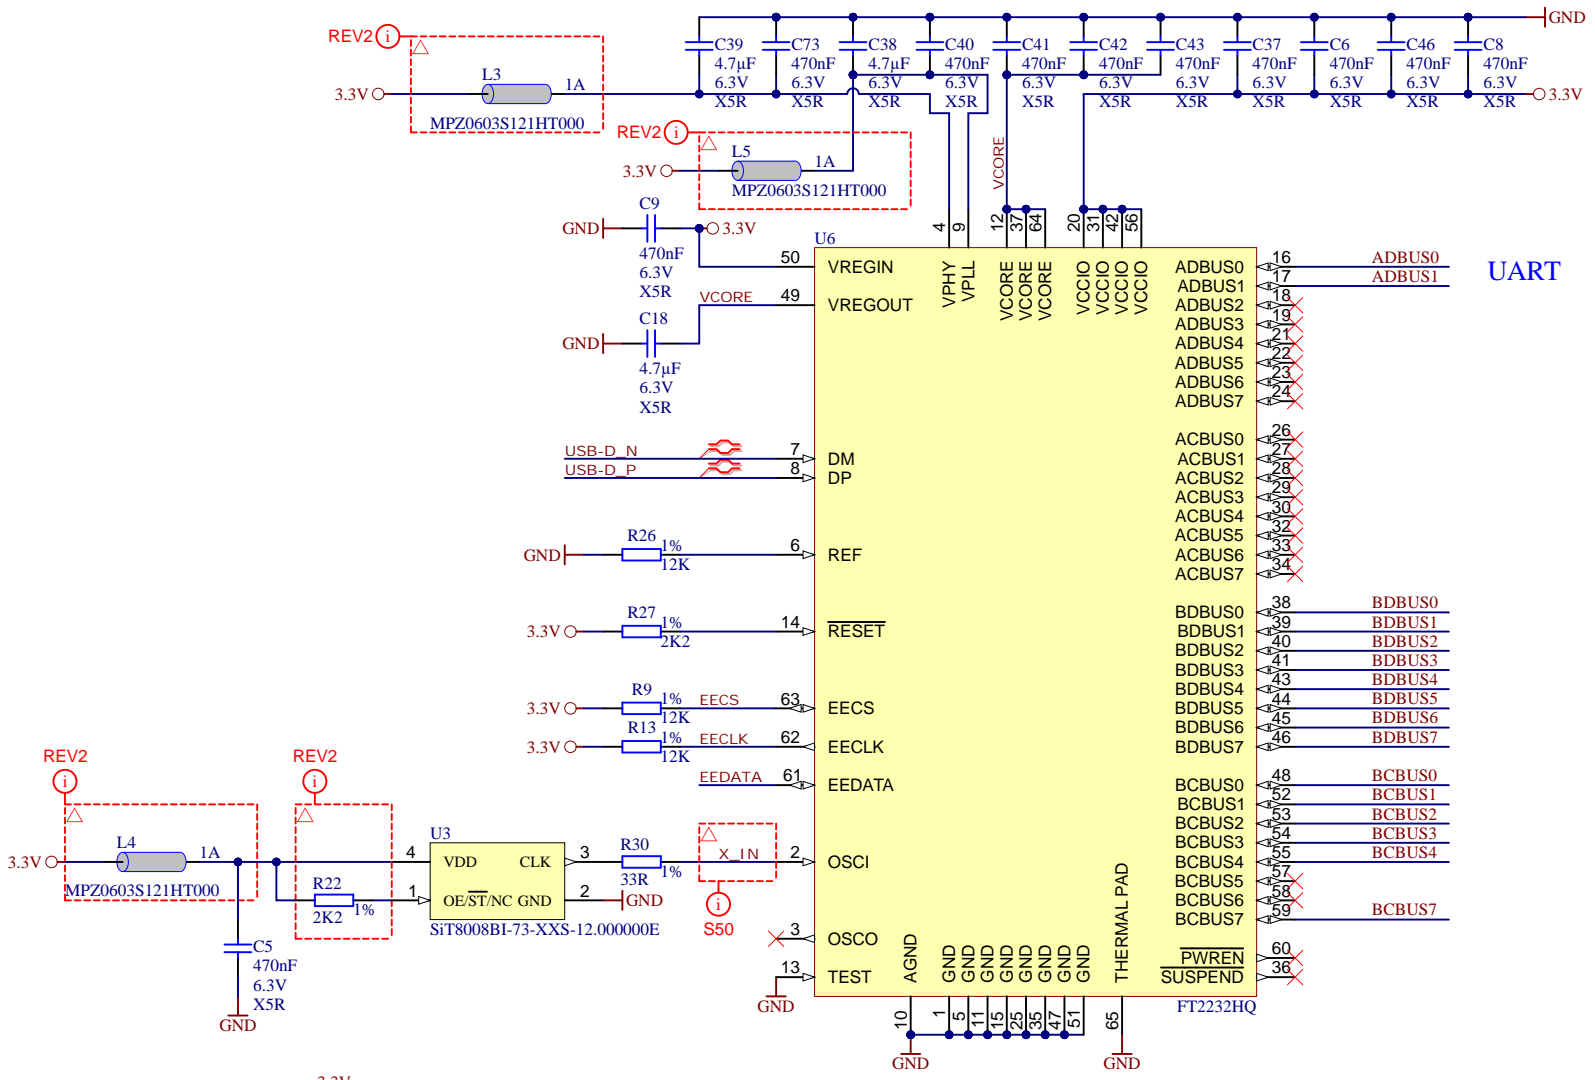 GND
REV2
C39
4.7µF
6.3V
X5R
C73
470nF
6.3V
X5R
C38
4.7µF
6.3V
X5R
C40
470nF
6.3V
X5R
C41
470nF
6.3V
X5R
C42
470nF
6.3V
X5R
C43
470nF
6.3V
X5R
C37
470nF
6.3V
X5R
C6
470nF
6.3V
X5R
C46
470nF
6.3V
X5R
C8
470nF
6.3V
X5R
3.3V
L3
1A
MPZ0603S121HT000
3.3V
REV2
3.3V
L5
1A
MPZ0603S121HT000
VCORE
C9
GND
470nF
6.3V
X5R
3.3V
VCORE
C18
GND
4.7µF
6.3V
X5R
U6
4
9
12
37
64
20
31
42
56
VPHY
VPLL
VCORE
VCORE
VCORE
VCCIO
VCCIO
VCCIO
VCCIO
50 VREGIN
49 VREGOUT
USB-D_N 7 DM
USB-D_P 8 DP
GND R26 1% 12K 6 REF
3.3V R27 1% 2K2 14 RESET
3.3V R9 1% 12K EECS 63 EECS
3.3V R13 1% 12K EECLK 62 EECLK
EEDATA 61 EEDATA
X_IN 2 OSCI
S50
3 OSCO
13 TEST
GND
ADBUS0 16 ADBUS0
ADBUS1 17 ADBUS1
UART
ADBUS2 18
ADBUS3 19
ADBUS4 21
ADBUS5 22
ADBUS6 23
ADBUS7 24
ACBUS0 26
ACBUS1 27
ACBUS2 28
ACBUS3 29
ACBUS4 30
ACBUS5 32
ACBUS6 33
ACBUS7 34
BDBUS0 38 BDBUS0
BDBUS1 39 BDBUS1
BDBUS2 40 BDBUS2
BDBUS3 41 BDBUS3
BDBUS4 43 BDBUS4
BDBUS5 44 BDBUS5
BDBUS6 45 BDBUS6
BDBUS7 46 BDBUS7
BCBUS0 48 BCBUS0
BCBUS1 52 BCBUS1
BCBUS2 53 BCBUS2
BCBUS3 54 BCBUS3
BCBUS4 55 BCBUS4
BCBUS5 57
BCBUS6 58
BCBUS7 59 BCBUS7
PWREN 60
SUSPEND 36
FT2232HQ
AGND
GND
GND
GND
GND
GND
GND
GND
GND
THERMAL PAD
10
1
5
11
15
25
35
47
51
65
GND
GND
REV2
REV2
3.3V
L4
1A
MPZ0603S121HT000
R22
2K2
1%
C5
470nF
6.3V
X5R
GND
U3
4 VDD CLK 3
1 OE/ST/NC GND 2
GND
SiT8008BI-73-XXS-12.000000E
R30
33R
1%
3.3V